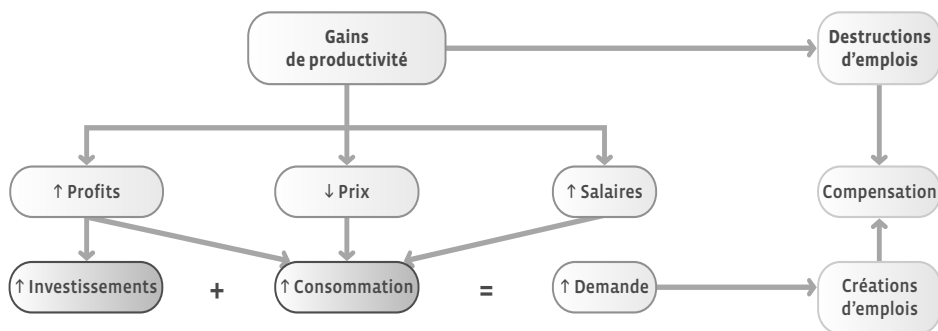 Gains
de productivité
Destructions
d'emplois
↑ Profits
↓ Prix
↑ Salaires
Compensation
↑ Investissements
+
↑ Consommation
=
↑ Demande
Créations
d'emplois